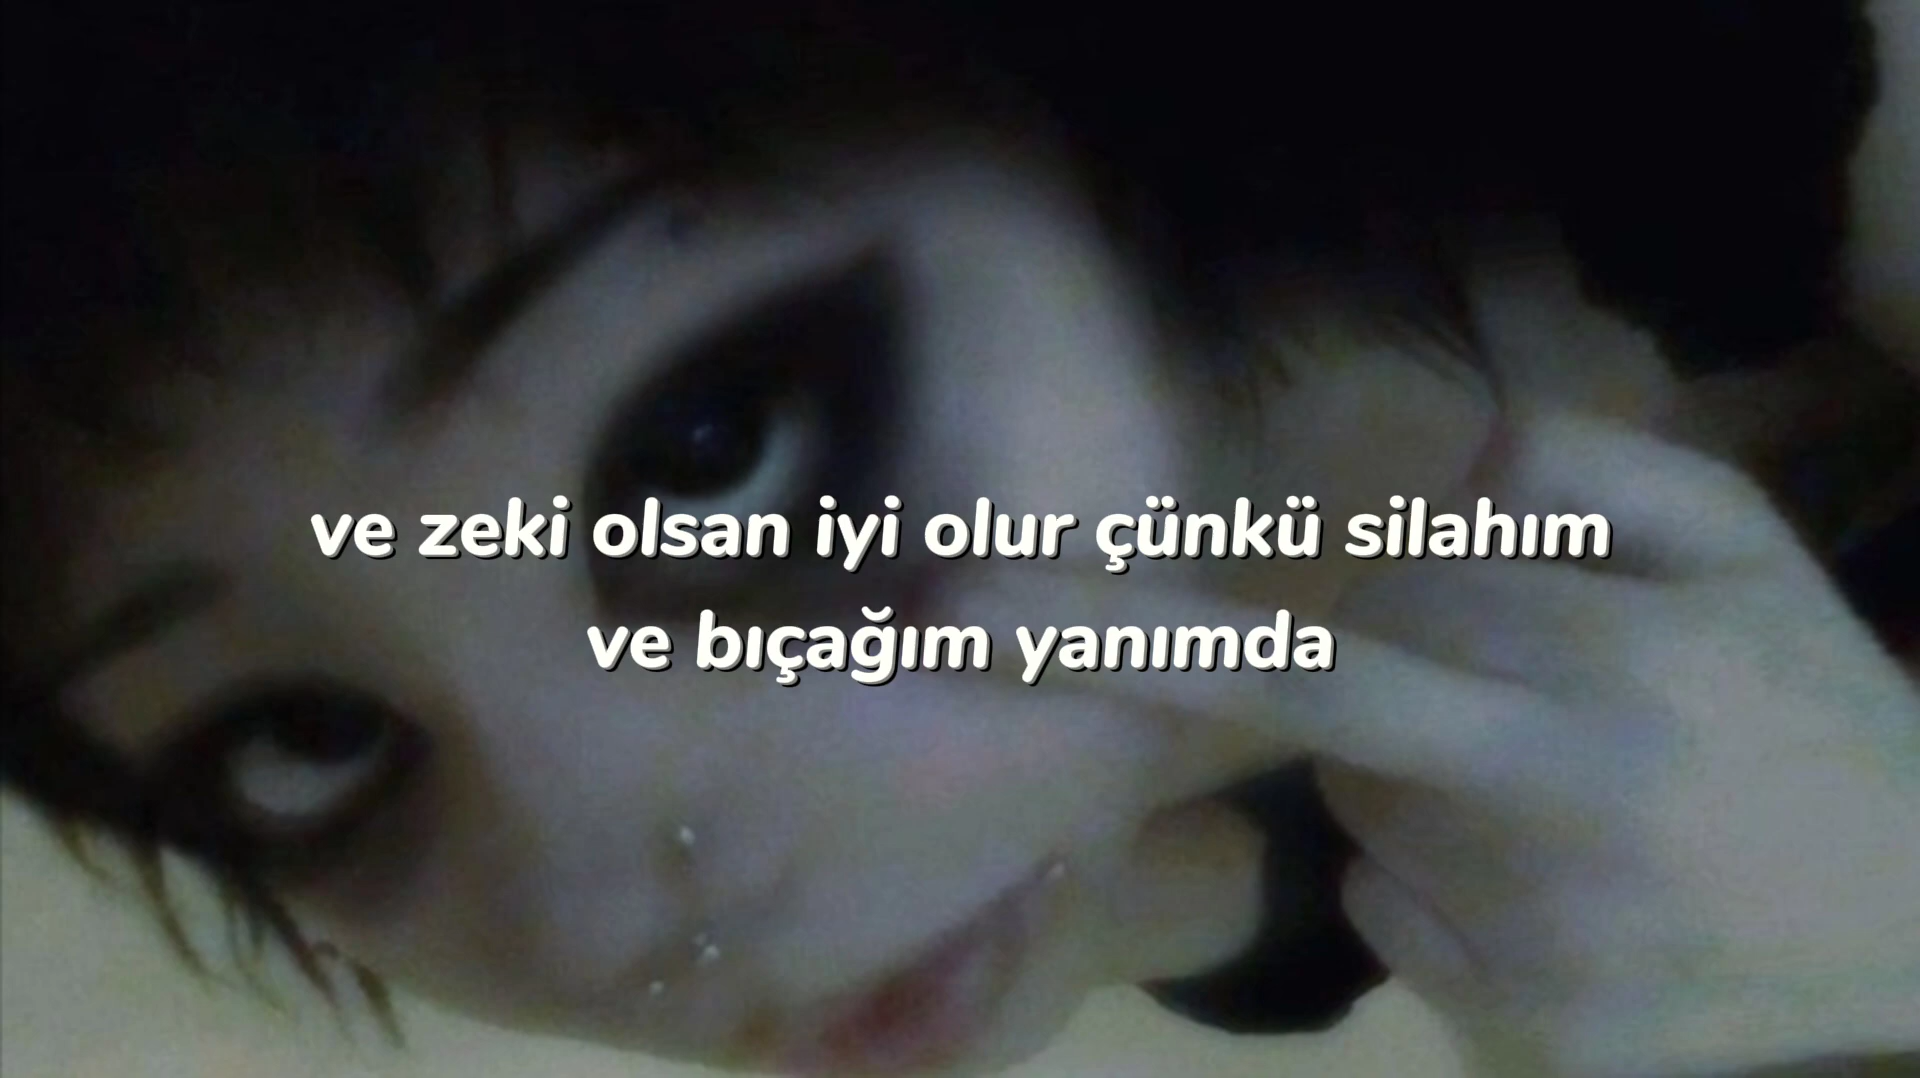 ve zeki olsan iyi olur çünkü silahım
ve bıçağım yanımda